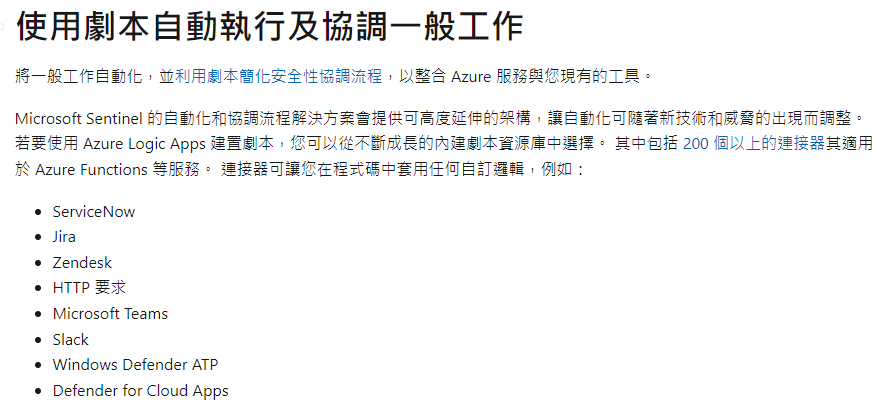 使用劇本自動執行及協調一般工作
將一般工作自動化，並利用劇本簡化安全性協調流程，以整合 Azure 服務與您現有的工具。
Microsoft Sentinel 的自動化和協調流程解決方案會提供可高度延伸的架構，讓自動化可隨著新技術和威脅的出現而調整。
若要使用 Azure Logic Apps 建置劇本，您可以從不斷成長的內建劇本資源庫中選擇。 其中包括 200 個以上的連接器其適用
於 Azure Functions 等服務。 連接器可讓您在程式碼中套用任何自訂邏輯，例如：
• ServiceNow
• Jira
• Zendesk
• HTTP 要求
• Microsoft Teams
• Slack
• Windows Defender ATP
• Defender for Cloud Apps